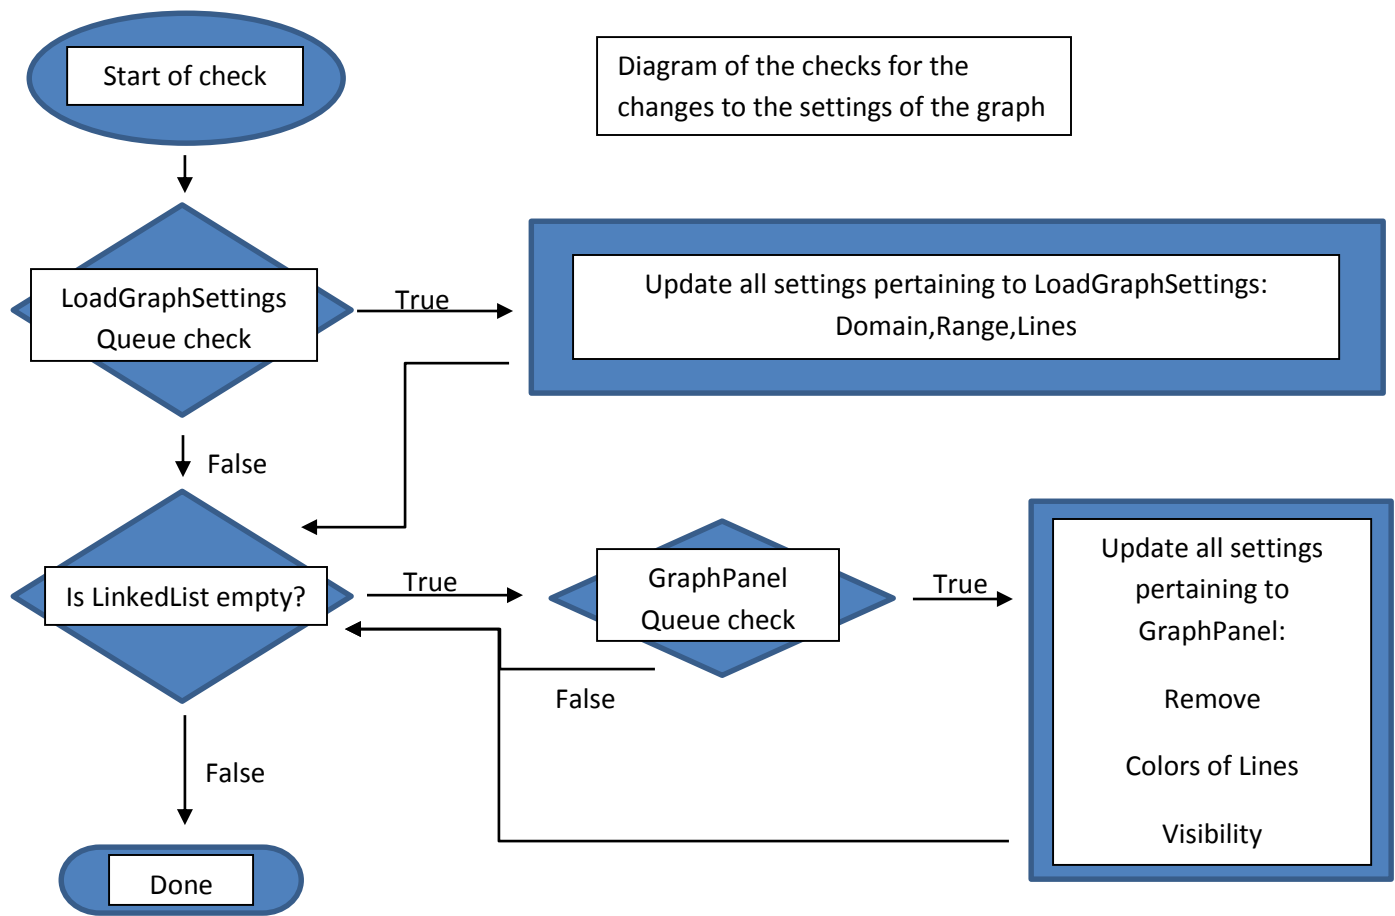 Start of check
Diagram of the checks for the
changes to the settings of the graph
LoadGraphSettings
Queue check
True
Update all settings pertaining to LoadGraphSettings:
Domain,Range,Lines
False
Is LinkedList empty?
True
GraphPanel
Queue check
True
False
Update all settings
pertaining to
GraphPanel:
Remove
Colors of Lines
Visibility
False
Done